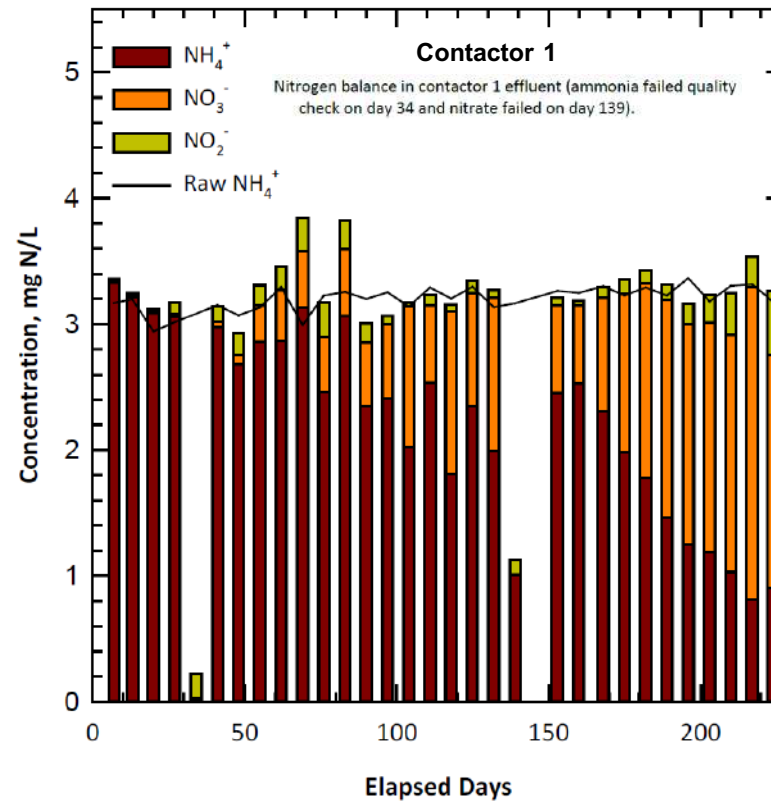 Contactor 1
Nitrogen balance in contactor 1 effluent (ammonia failed quality
check on day 34 and nitrate failed on day 139).
NH₄⁺
NO₃⁻
NO₂⁻
Raw NH₄⁺
Concentration, mg N/L
5
4
3
2
1
0
0 50 100 150 200
Elapsed Days